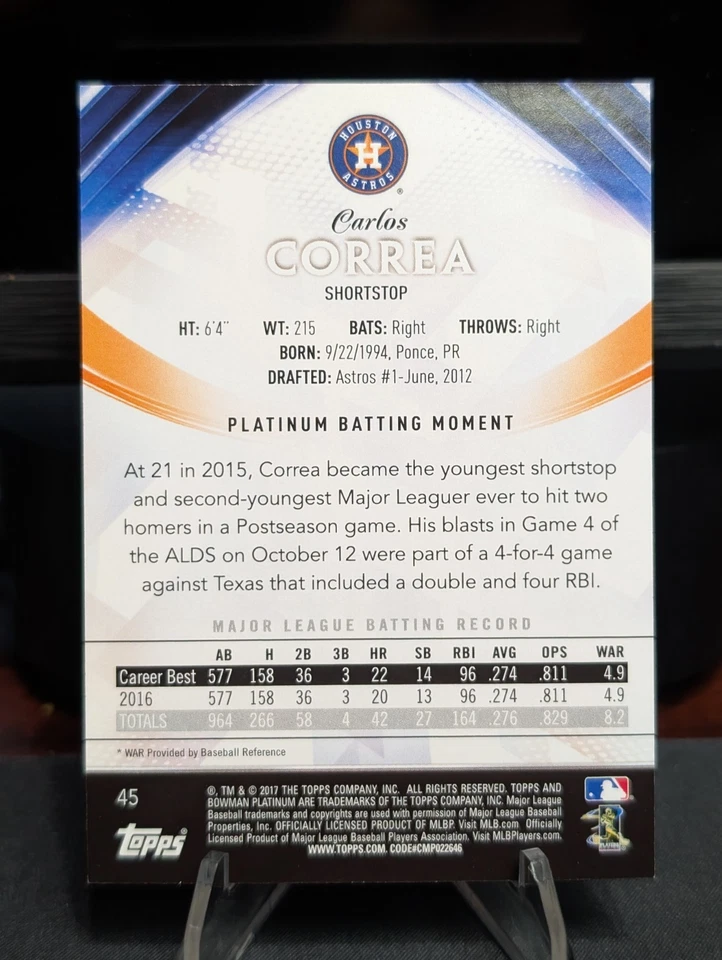 HOUSTON
H
ASTROS
®
Carlos
CORREA
SHORTSTOP
HT: 6'4" WT: 215 BATS: Right THROWS: Right
BORN: 9/22/1994, Ponce, PR
DRAFTED: Astros #1-June, 2012
PLATINUM BATTING MOMENT
At 21 in 2015, Correa became the youngest shortstop
and second-youngest Major Leaguer ever to hit two
homers in a Postseason game. His blasts in Game 4 of
the ALDS on October 12 were part of a 4-for-4 game
against Texas that included a double and four RBI.
MAJOR LEAGUE BATTING RECORD
AB H 2B 3B HR SB RBI AVG OPS WAR
Career Best 577 158 36 3 22 14 96 .274 .811 4.9
2016 577 158 36 3 20 13 96 .274 .811 4.9
TOTALS 964 266 58 4 42 27 164 .276 .829 8.2
* WAR Provided by Baseball Reference
45
®, TM & © 2017 THE TOPPS COMPANY, INC. ALL RIGHTS RESERVED. TOPPS AND
BOWMAN PLATINUM ARE TRADEMARKS OF THE TOPPS COMPANY, INC. Major League
Baseball trademarks and copyrights are used with permission of Major League Baseball
Properties, Inc. OFFICIALLY LICENSED PRODUCT OF MLBP. Visit MLB.com Officially
Licensed Product of Major League Baseball Players Association. Visit MLBPlayers.com.
WWW.TOPPS.COM. CODE#CMP022646
Topps
PLAYERS